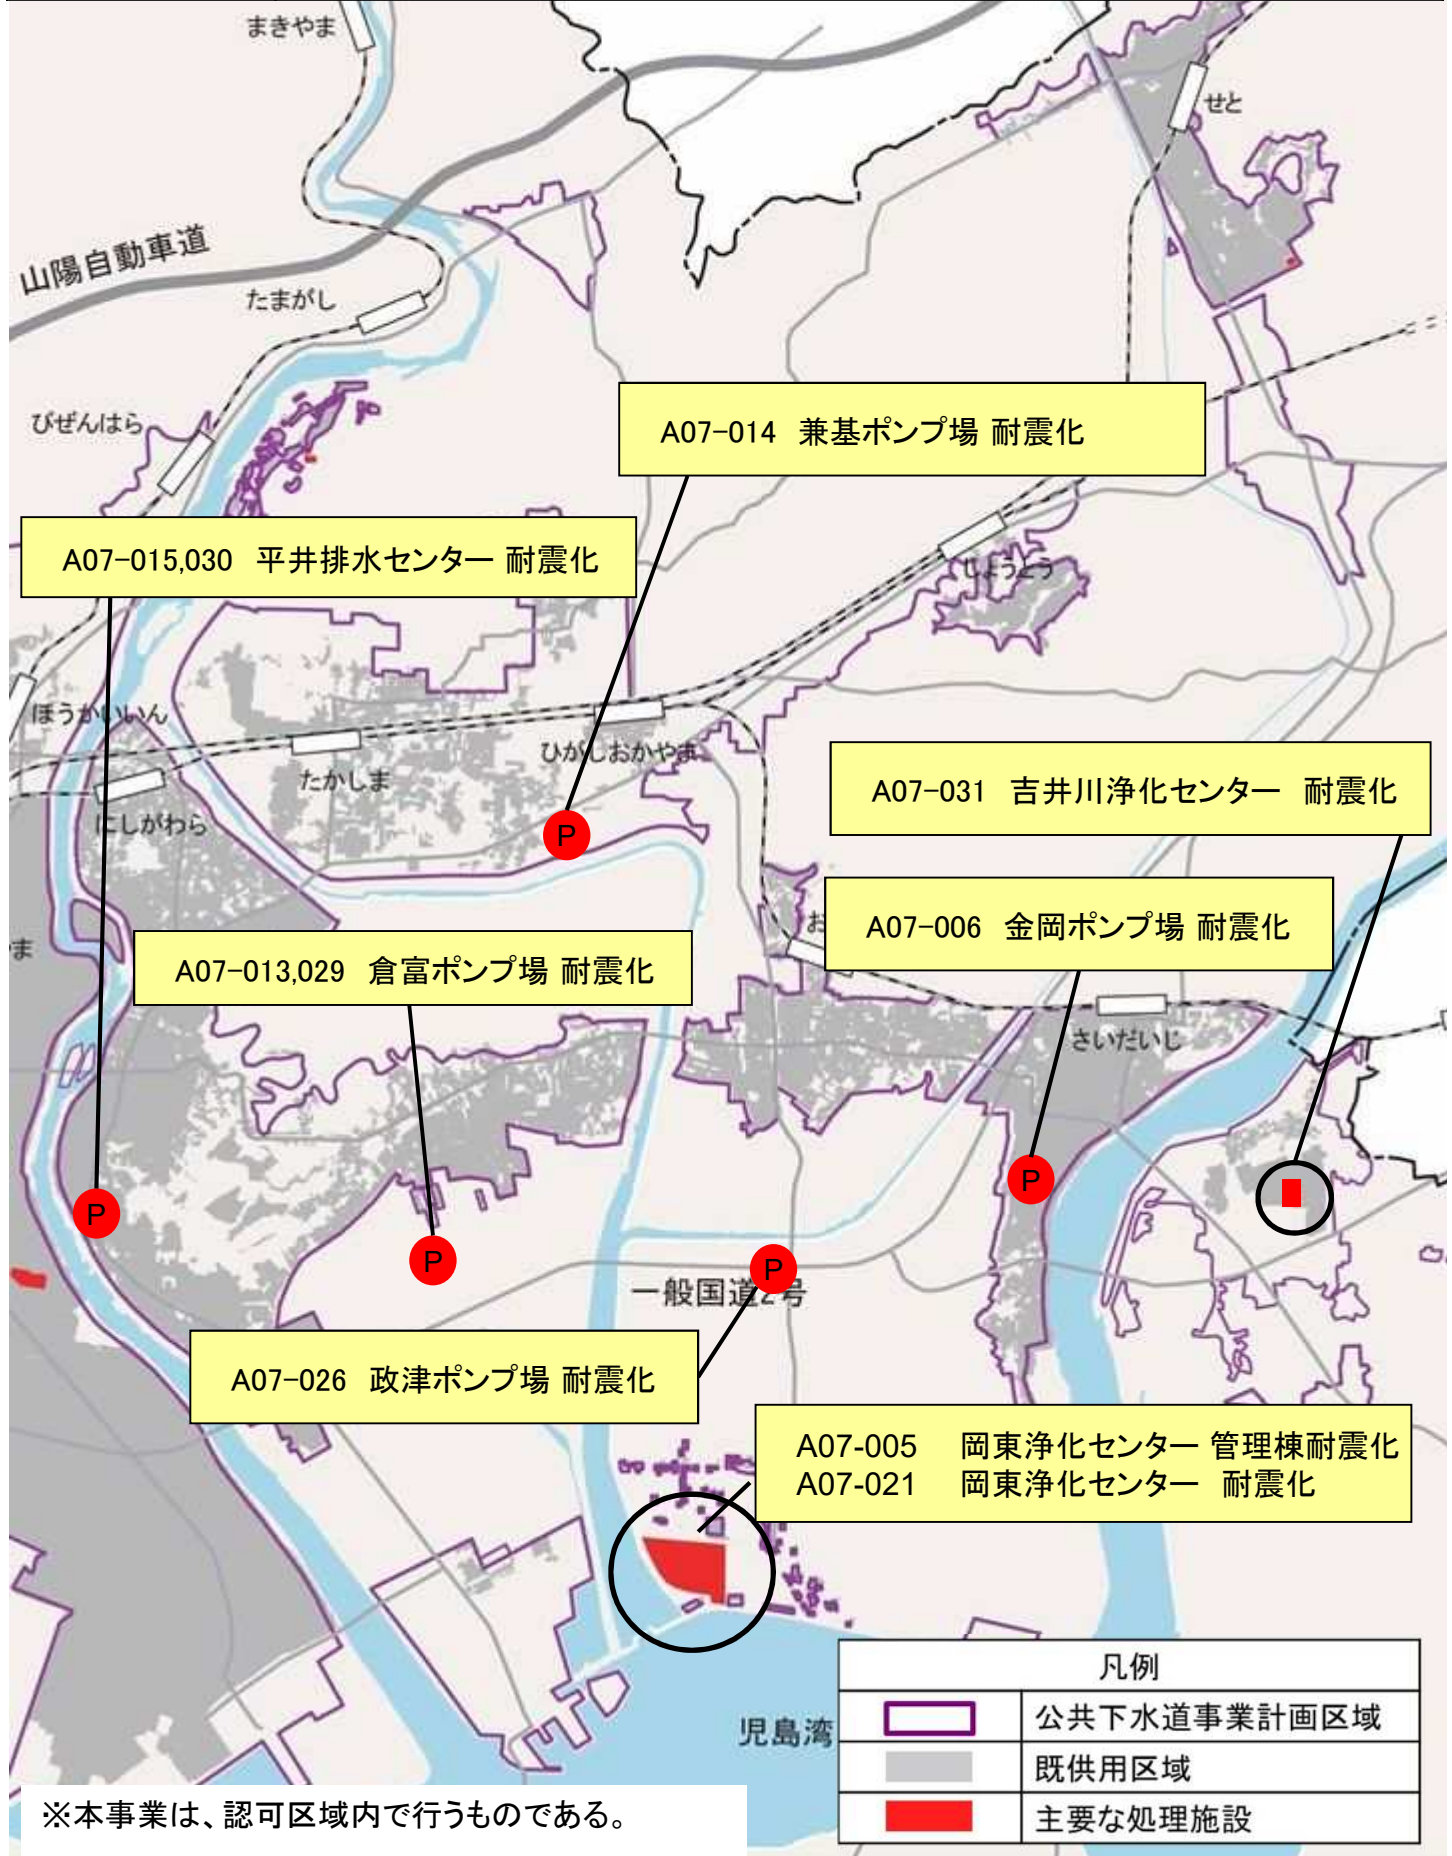 まきやま
せと
山陽自動車道
たまがし
びぜんはら
A07-014 兼基ポンプ場 耐震化
A07-015,030 平井排水センター 耐震化
じょうとう
ほうかいいん
ひがしおかやま
たかしま
A07-031 吉井川浄化センター 耐震化
にしがわら
P
A07-006 金岡ポンプ場 耐震化
お
ま
A07-013,029 倉富ポンプ場 耐震化
さいだいじ
P
P
P
P
一般国道2号
A07-026 政津ポンプ場 耐震化
A07-005 岡東浄化センター 管理棟耐震化
A07-021 岡東浄化センター 耐震化
児島湾
凡例
公共下水道事業計画区域
既供用区域
主要な処理施設
※本事業は、認可区域内で行うものである。